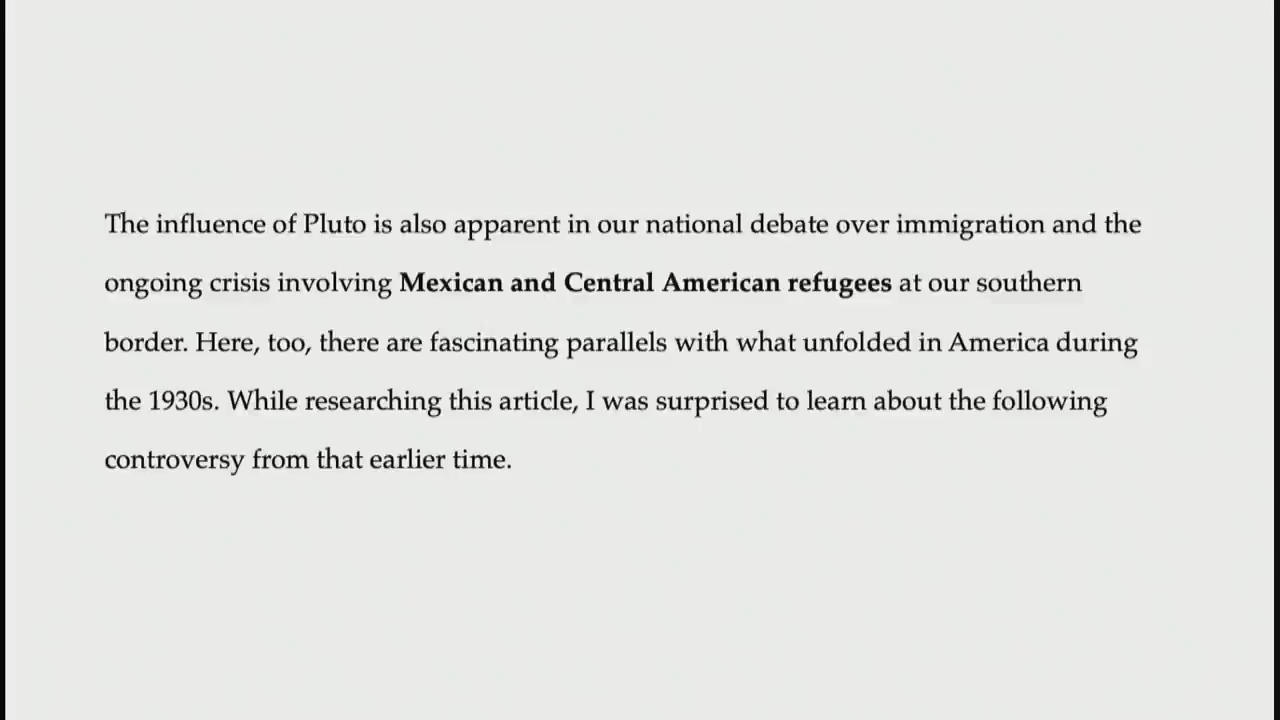 The influence of Pluto is also apparent in our national debate over immigration and the
ongoing crisis involving Mexican and Central American refugees at our southern
border. Here, too, there are fascinating parallels with what unfolded in America during
the 1930s. While researching this article, I was surprised to learn about the following
controversy from that earlier time.